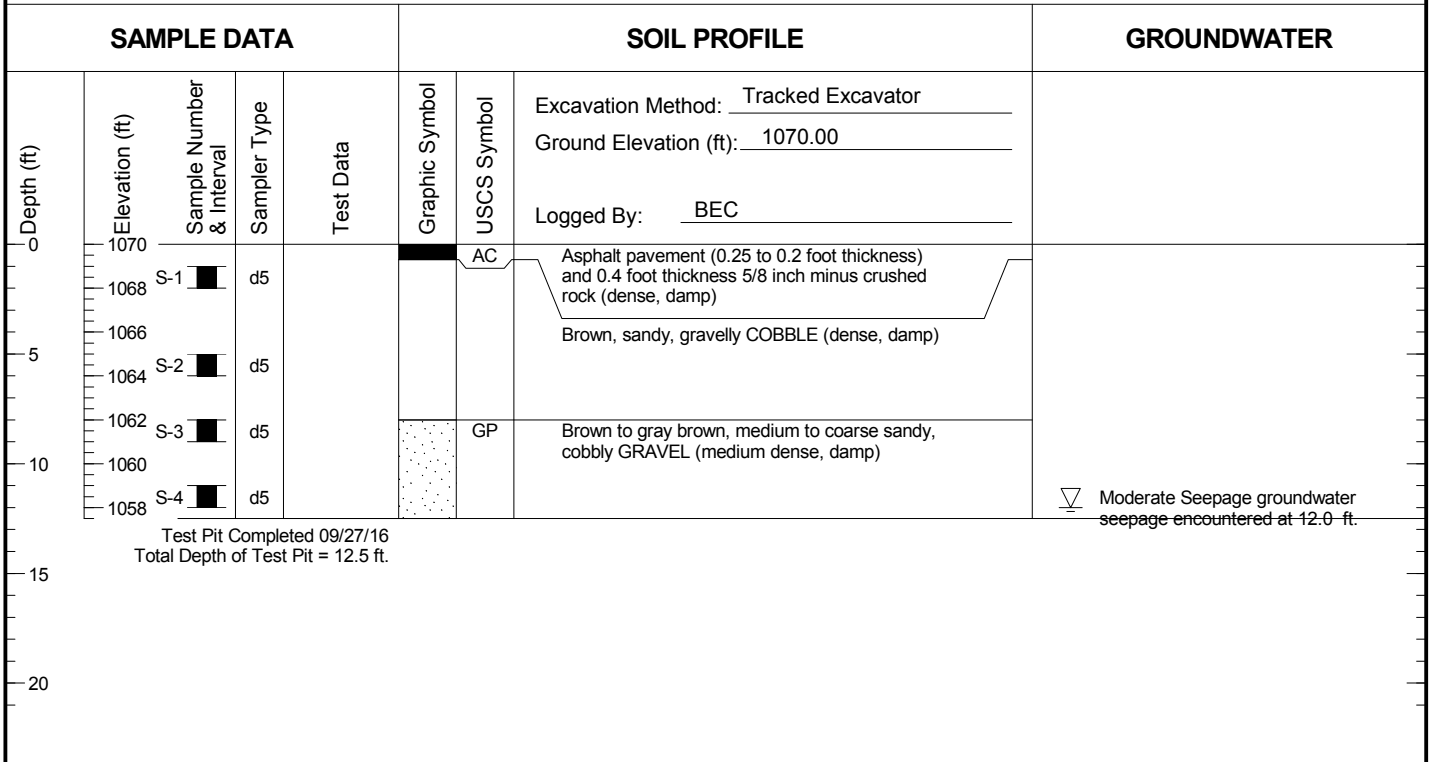 SAMPLE DATA
SOIL PROFILE
GROUNDWATER
Depth (ft)
Elevation (ft)
Sample Number
& Interval
Sampler Type
Test Data
Graphic Symbol
USCS Symbol
Excavation Method: Tracked Excavator
Ground Elevation (ft): 1070.00
Logged By: BEC
0
1070
AC
Asphalt pavement (0.25 to 0.2 foot thickness)
and 0.4 foot thickness 5/8 inch minus crushed
rock (dense, damp)
S-1
d5
1068
1066
Brown, sandy, gravelly COBBLE (dense, damp)
5
S-2
d5
1064
1062
S-3
d5
GP
Brown to gray brown, medium to coarse sandy,
cobbly GRAVEL (medium dense, damp)
10
1060
S-4
d5
1058
Moderate Seepage groundwater
seepage encountered at 12.0 ft.
Test Pit Completed 09/27/16
Total Depth of Test Pit = 12.5 ft.
15
20